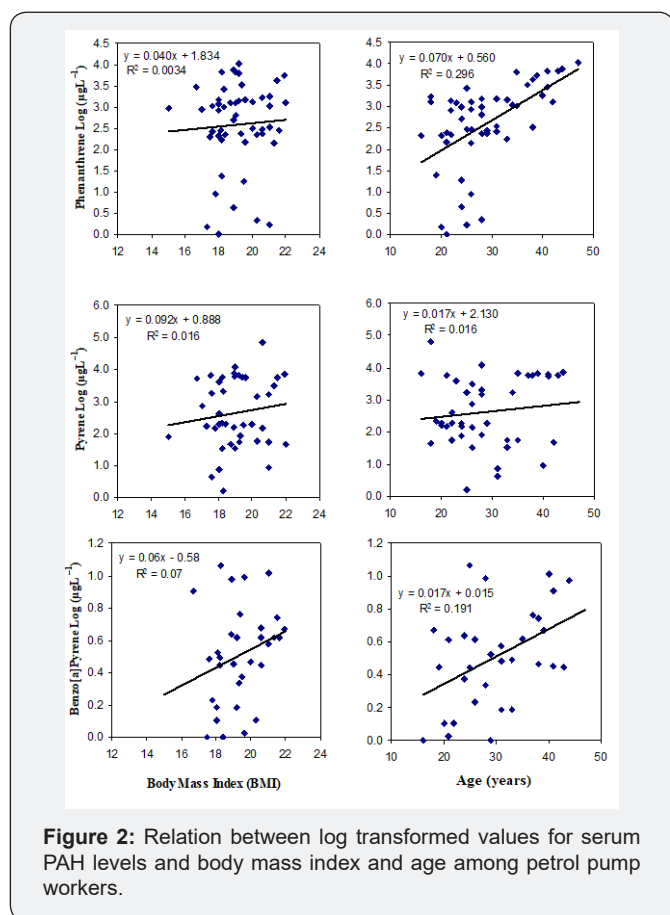 y = 0.040x + 1.834
R² = 0.0034
Phenanthrene Log (µgL⁻¹)
4.5
4.0
3.5
3.0
2.5
2.0
1.5
1.0
0.5
0.0
12 14 16 18 20 22 24
y = 0.070x + 0.560
R² = 0.296
4.5
4.0
3.5
3.0
2.5
2.0
1.5
1.0
0.5
0.0
10 20 30 40 50
y = 0.092x + 0.888
R² = 0.016
Pyrene Log (µgL⁻¹)
6.0
5.0
4.0
3.0
2.0
1.0
0.0
12 14 16 18 20 22 24
y = 0.017x + 2.130
R² = 0.016
6.0
5.0
4.0
3.0
2.0
1.0
0.0
10 20 30 40 50
y = 0.06x - 0.58
R² = 0.07
Benzo[a]Pyrene Log (µgL⁻¹)
1.2
1.0
0.8
0.6
0.4
0.2
0.0
12 14 16 18 20 22 24
Body Mass Index (BMI)
y = 0.017x + 0.015
R² = 0.191
1.2
1.0
0.8
0.6
0.4
0.2
0.0
10 20 30 40 50
Age (years)
Figure 2: Relation between log transformed values for serum
PAH levels and body mass index and age among petrol pump
workers.